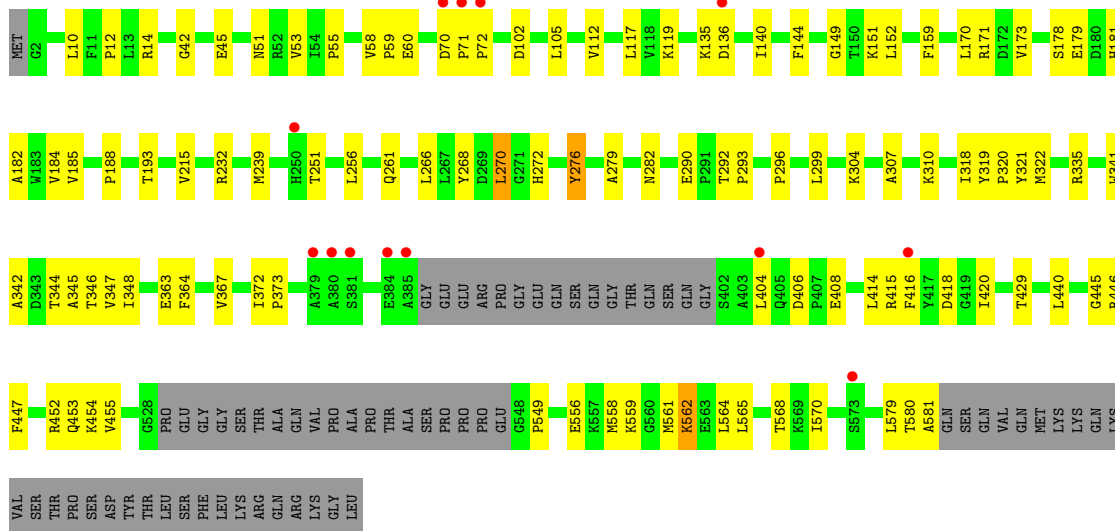 MET G2 L10 F11 P12 L13 R14 G42 E45 N51 R52 V53 I54 P55 V58 P59 E60 D70 P71 P72 D102 L105 V112 L117 V118 K119 K135 D136 I140 F144 G149 T150 K151 L152 F159 L170 R171 D172 V173 S178 E179 D180 H181
A182 W183 V184 V185 P188 T193 V215 R232 M239 H250 T251 L256 Q261 L266 L267 Y268 D269 L270 G271 H272 Y276 A279 N282 E290 P291 T292 P293 P296 L299 K304 A307 K310 I318 Y319 P320 Y321 M322 R335 W341
A342 D343 T344 A345 T346 V347 I348 E363 F364 V367 I372 P373 A379 A380 S381 E384 A385 GLY GLU GLU ARG PRO GLY GLU GLN SER GLN GLY THR GLN SER GLN GLY S402 A403 L404 Q405 D406 P407 E408 L414 R415 F416 Y417 D418 G419 I420 T429 L440 G445
F447 R452 Q453 K454 V455 G528 PRO GLU GLY GLY SER THR ALA GLN VAL PRO ALA PRO THR ALA SER PRO PRO PRO GLU G548 P549 E556 K557 M558 K559 G560 M561 K562 E563 L564 L565 T568 K569 I570 S573 L579 T580 A581 GLN SER GLN VAL GLN MET LYS LYS GLN
VAL SER THR PRO SER ASP TYR THR LEU SER PHE LEU LYS ARG GLN ARG LYS GLY LEU